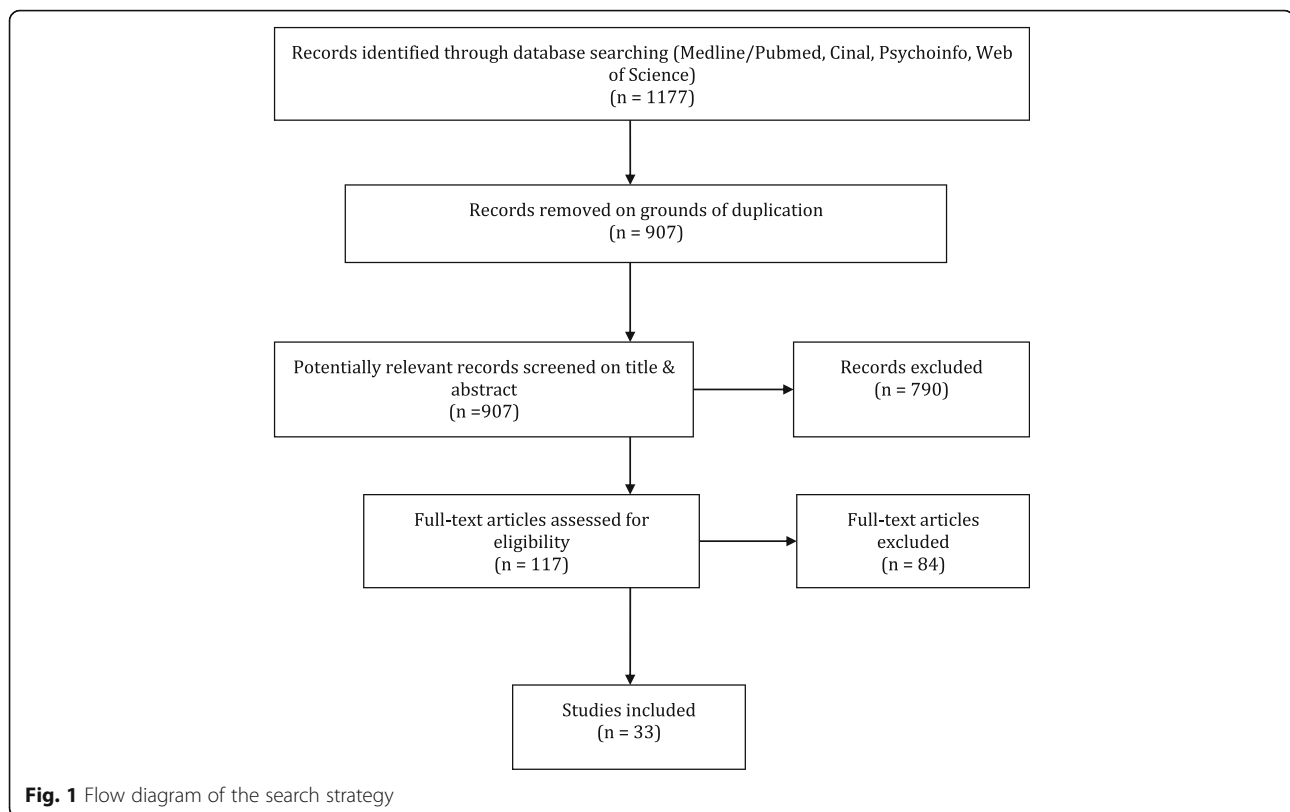 Records identified through database searching (Medline/Pubmed, Cinal, Psychoinfo, Web
of Science)
(n = 1177)
Records removed on grounds of duplication
(n = 907)
Potentially relevant records screened on title &
abstract
(n =907)
Records excluded
(n = 790)
Full-text articles assessed for
eligibility
(n = 117)
Full-text articles
excluded
(n = 84)
Studies included
(n = 33)
Fig. 1 Flow diagram of the search strategy